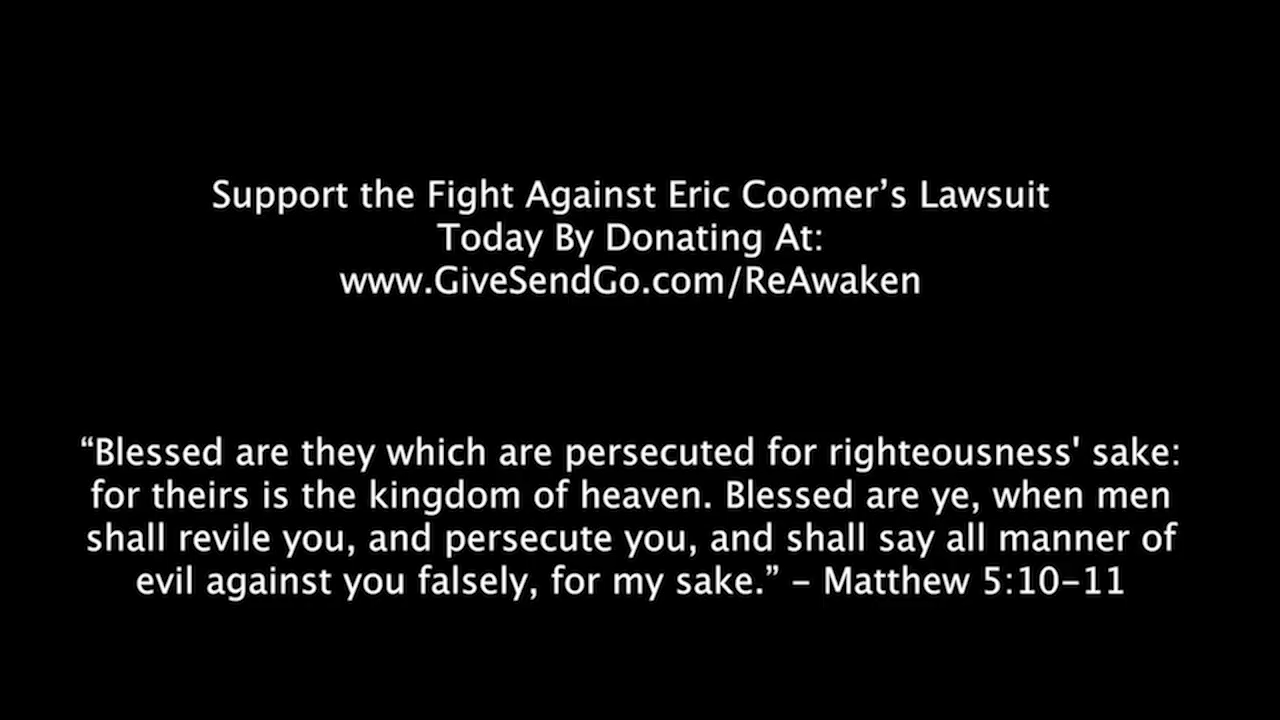 Support the Fight Against Eric Coomer’s Lawsuit
Today By Donating At:
www.GiveSendGo.com/ReAwaken
“Blessed are they which are persecuted for righteousness' sake:
for theirs is the kingdom of heaven. Blessed are ye, when men
shall revile you, and persecute you, and shall say all manner of
evil against you falsely, for my sake.” – Matthew 5:10–11